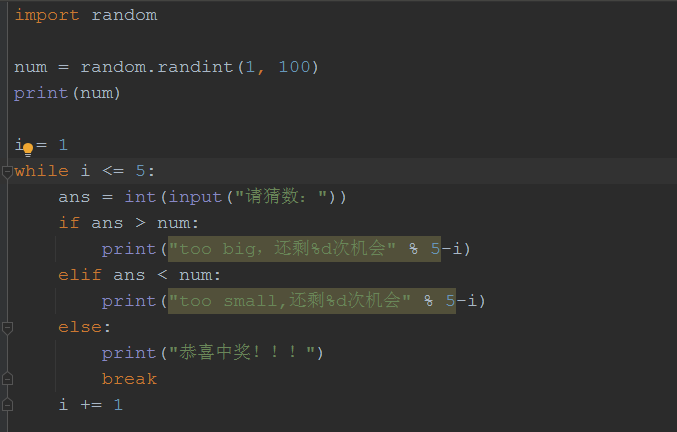 import random
num = random.randint(1, 100)
print(num)
i = 1
while i <= 5:
    ans = int(input("请猜数："))
    if ans > num:
        print("too big，还剩%d次机会" % 5-i)
    elif ans < num:
        print("too small,还剩%d次机会" % 5-i)
    else:
        print("恭喜中奖！！！")
        break
    i += 1